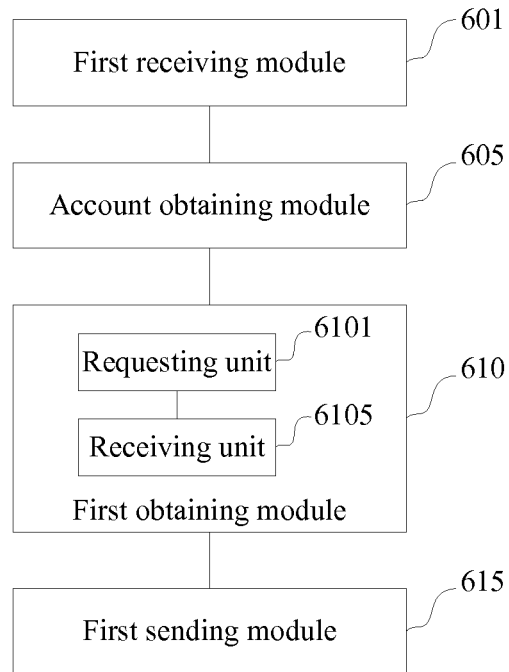 601
First receiving module
605
Account obtaining module
6101
Requesting unit
610
6105
Receiving unit
First obtaining module
615
First sending module